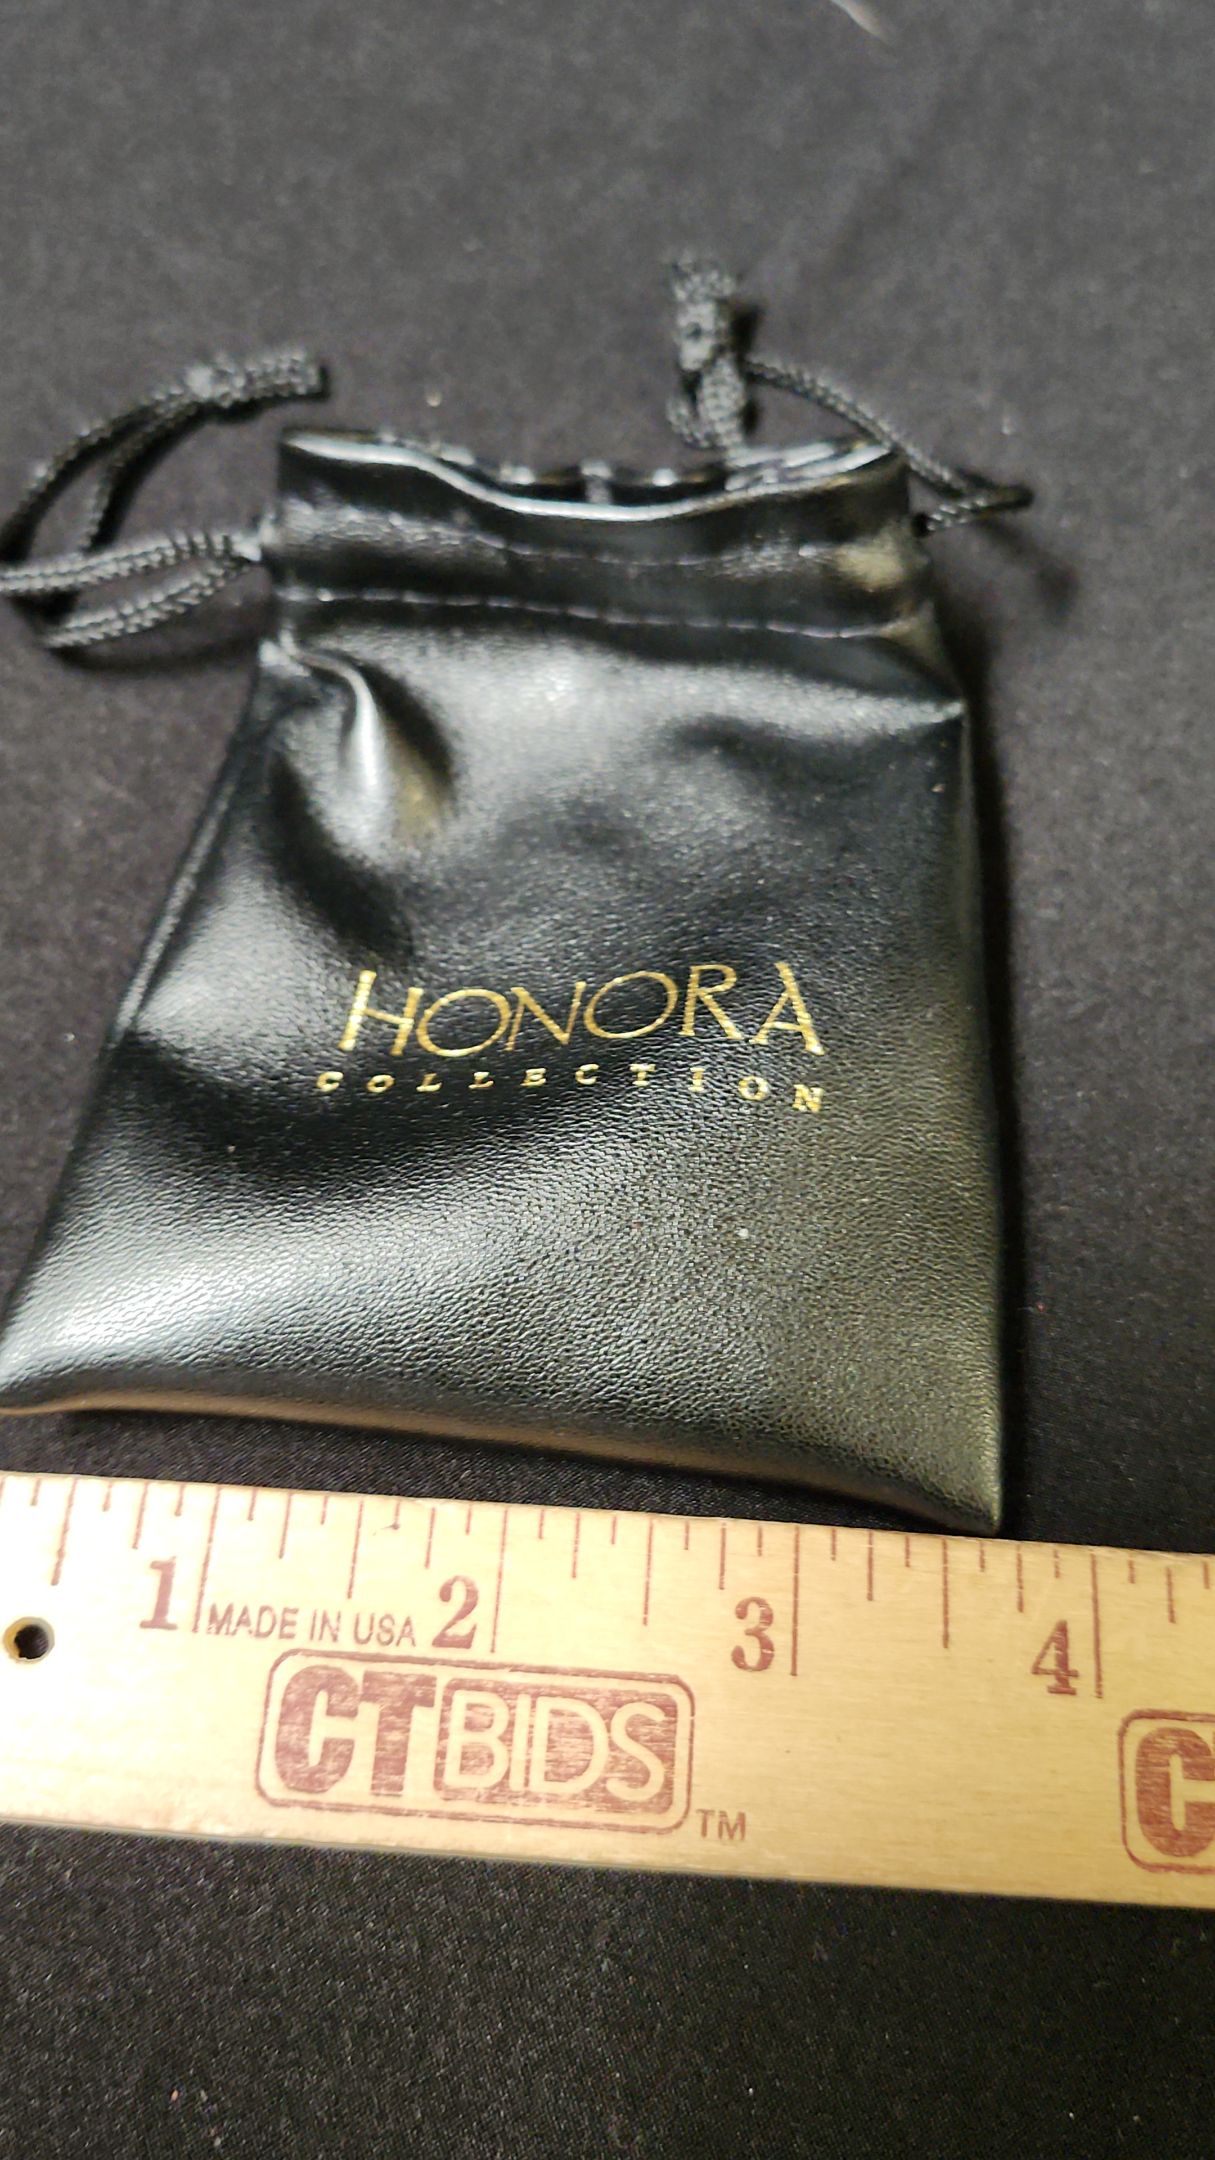 HONORA
COLLECTION
1 2 3 4
MADE IN USA
CTBIDS
TM
C